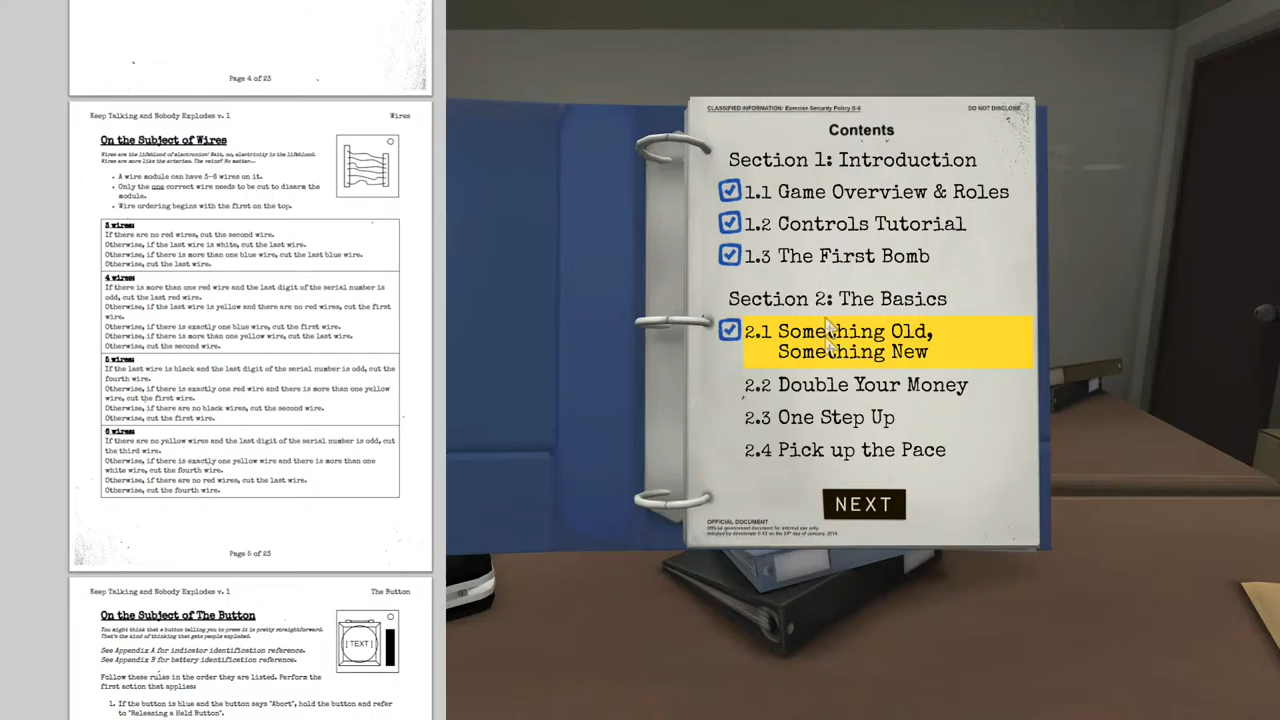 Page 4 of 23
Keep Talking and Nobody Explodes v. 1
Wires
On the Subject of Wires
Wires are the lifeblood of electronics! Wait, no, electricity is the lifeblood.
Wires are more like the arteries. The veins? No matter...
• A wire module can have 3-6 wires on it.
• Only the one correct wire needs to be cut to disarm the
module.
• Wire ordering begins with the first on the top.
3 wires:
If there are no red wires, cut the second wire.
Otherwise, if the last wire is white, cut the last wire.
Otherwise, if there is more than one blue wire, cut the last blue wire.
Otherwise, cut the last wire.
4 wires:
If there is more than one red wire and the last digit of the serial number is
odd, cut the last red wire.
Otherwise, if the last wire is yellow and there are no red wires, cut the first
wire.
Otherwise, if there is exactly one blue wire, cut the first wire.
Otherwise, if there is more than one yellow wire, cut the last wire.
Otherwise, cut the second wire.
5 wires:
If the last wire is black and the last digit of the serial number is odd, cut the
fourth wire.
Otherwise, if there is exactly one red wire and there is more than one yellow
wire, cut the first wire.
Otherwise, if there are no black wires, cut the second wire.
Otherwise, cut the first wire.
6 wires:
If there are no yellow wires and the last digit of the serial number is odd, cut
the third wire.
Otherwise, if there is exactly one yellow wire and there is more than one
white wire, cut the fourth wire.
Otherwise, if there are no red wires, cut the last wire.
Otherwise, cut the fourth wire.
Page 5 of 23
Keep Talking and Nobody Explodes v. 1
The Button
On the Subject of The Button
You might think that a button telling you to press it is pretty straightforward.
That's the kind of thinking that gets people exploded.
[TEXT]
See Appendix A for indicator identification reference.
See Appendix B for battery identification reference.
Follow these rules in the order they are listed. Perform the
first action that applies:
1. If the button is blue and the button says "Abort", hold the button and refer
to "Releasing a Held Button".
CLASSIFIED INFORMATION: Exercise Security Policy S-9
DO NOT DISCLOSE
Contents
Section 1: Introduction
1.1 Game Overview & Roles
1.2 Controls Tutorial
1.3 The First Bomb
Section 2: The Basics
2.1 Something Old,
Something New
2.2 Double Your Money
2.3 One Step Up
2.4 Pick up the Pace
NEXT
OFFICIAL DOCUMENT
Official government document for internal use only.